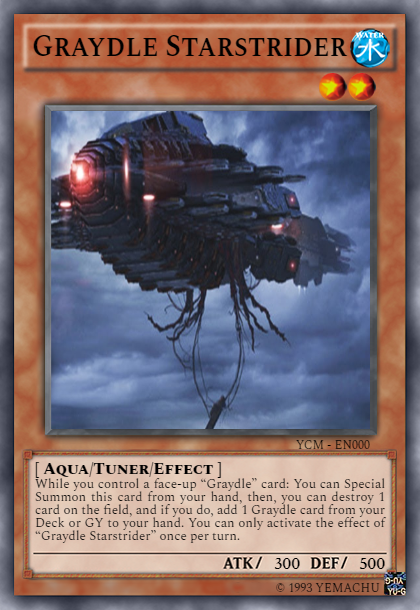 GRAYDLE STARSTRIDER
WATER
水
YCM - EN000
[ AQUA/TUNER/EFFECT ]
While you control a face-up “Graydle” card: You can Special
Summon this card from your hand, then, you can destroy 1
card on the field, and if you do, add 1 Graydle card from your
Deck or GY to your hand. You can only activate the effect of
“Graydle Starstrider” once per turn.
ATK/ 300 DEF/ 500
© 1993 YEMACHU